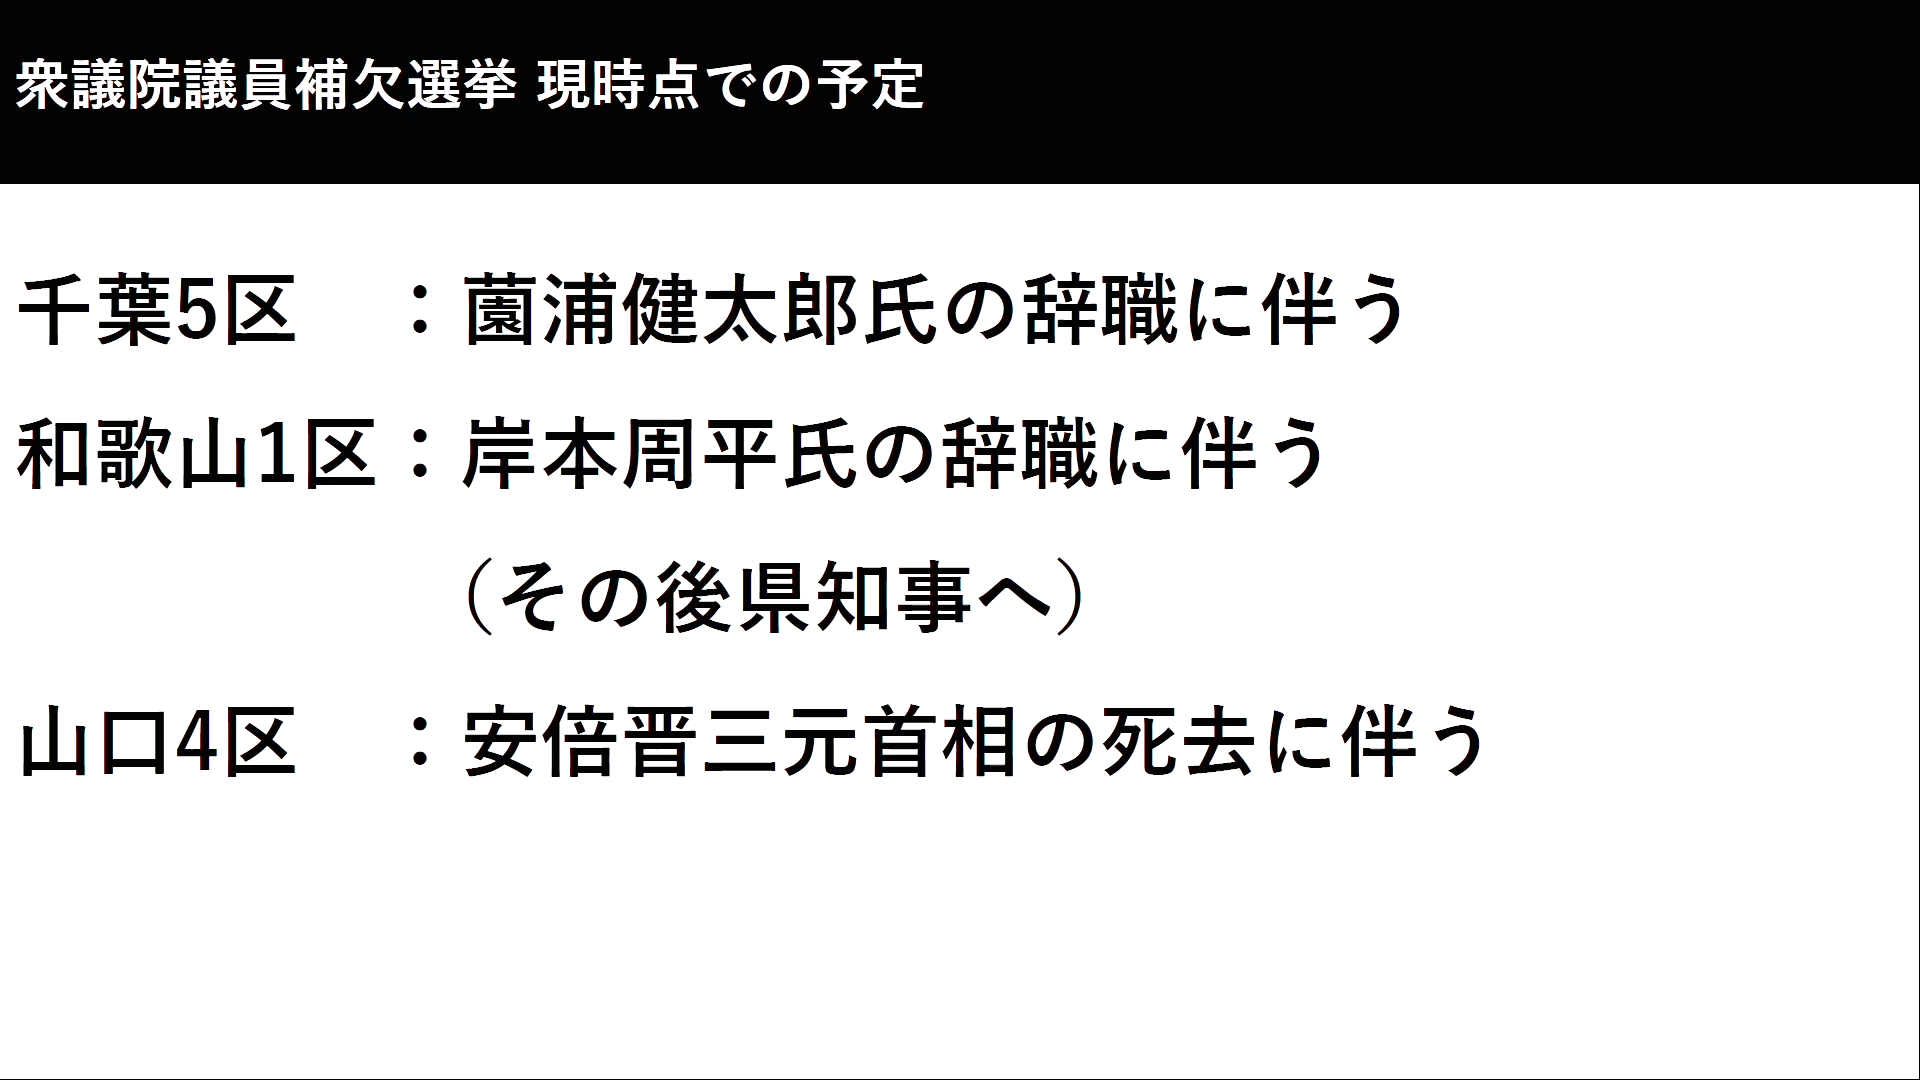 衆議院議員補欠選挙 現時点での予定
千葉5区　：薗浦健太郎氏の辞職に伴う
和歌山1区：岸本周平氏の辞職に伴う
（その後県知事へ）
山口4区　：安倍晋三元首相の死去に伴う